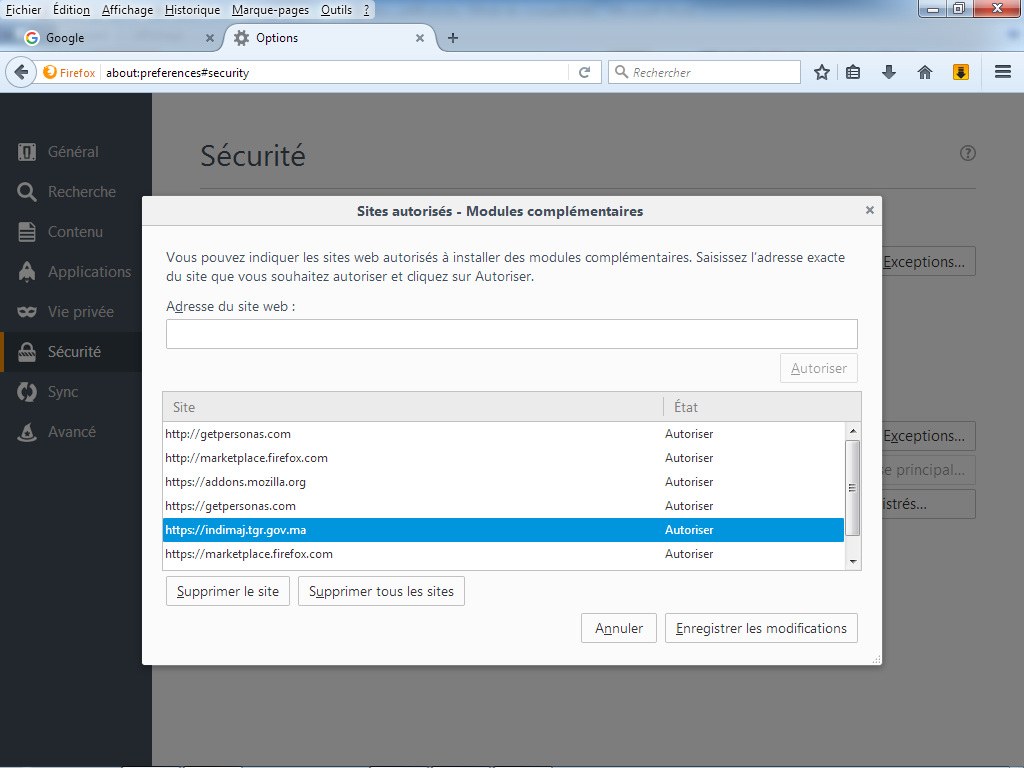 Fichier Édition Affichage Historique Marque-pages Outils ?
Google
Options
Firefox about:preferences#security
Rechercher
Général
Recherche
Contenu
Applications
Vie privée
Sécurité
Sync
Avancé
Sécurité
Exceptions...
Exceptions...
se principal...
istrés...
Sites autorisés - Modules complémentaires
Vous pouvez indiquer les sites web autorisés à installer des modules complémentaires. Saisissez l'adresse exacte
du site que vous souhaitez autoriser et cliquez sur Autoriser.
Adresse du site web :
Autoriser
Site État
http://getpersonas.com Autoriser
http://marketplace.firefox.com Autoriser
https://addons.mozilla.org Autoriser
https://getpersonas.com Autoriser
https://indimaj.tgr.gov.ma Autoriser
https://marketplace.firefox.com Autoriser
Supprimer le site Supprimer tous les sites
Annuler Enregistrer les modifications